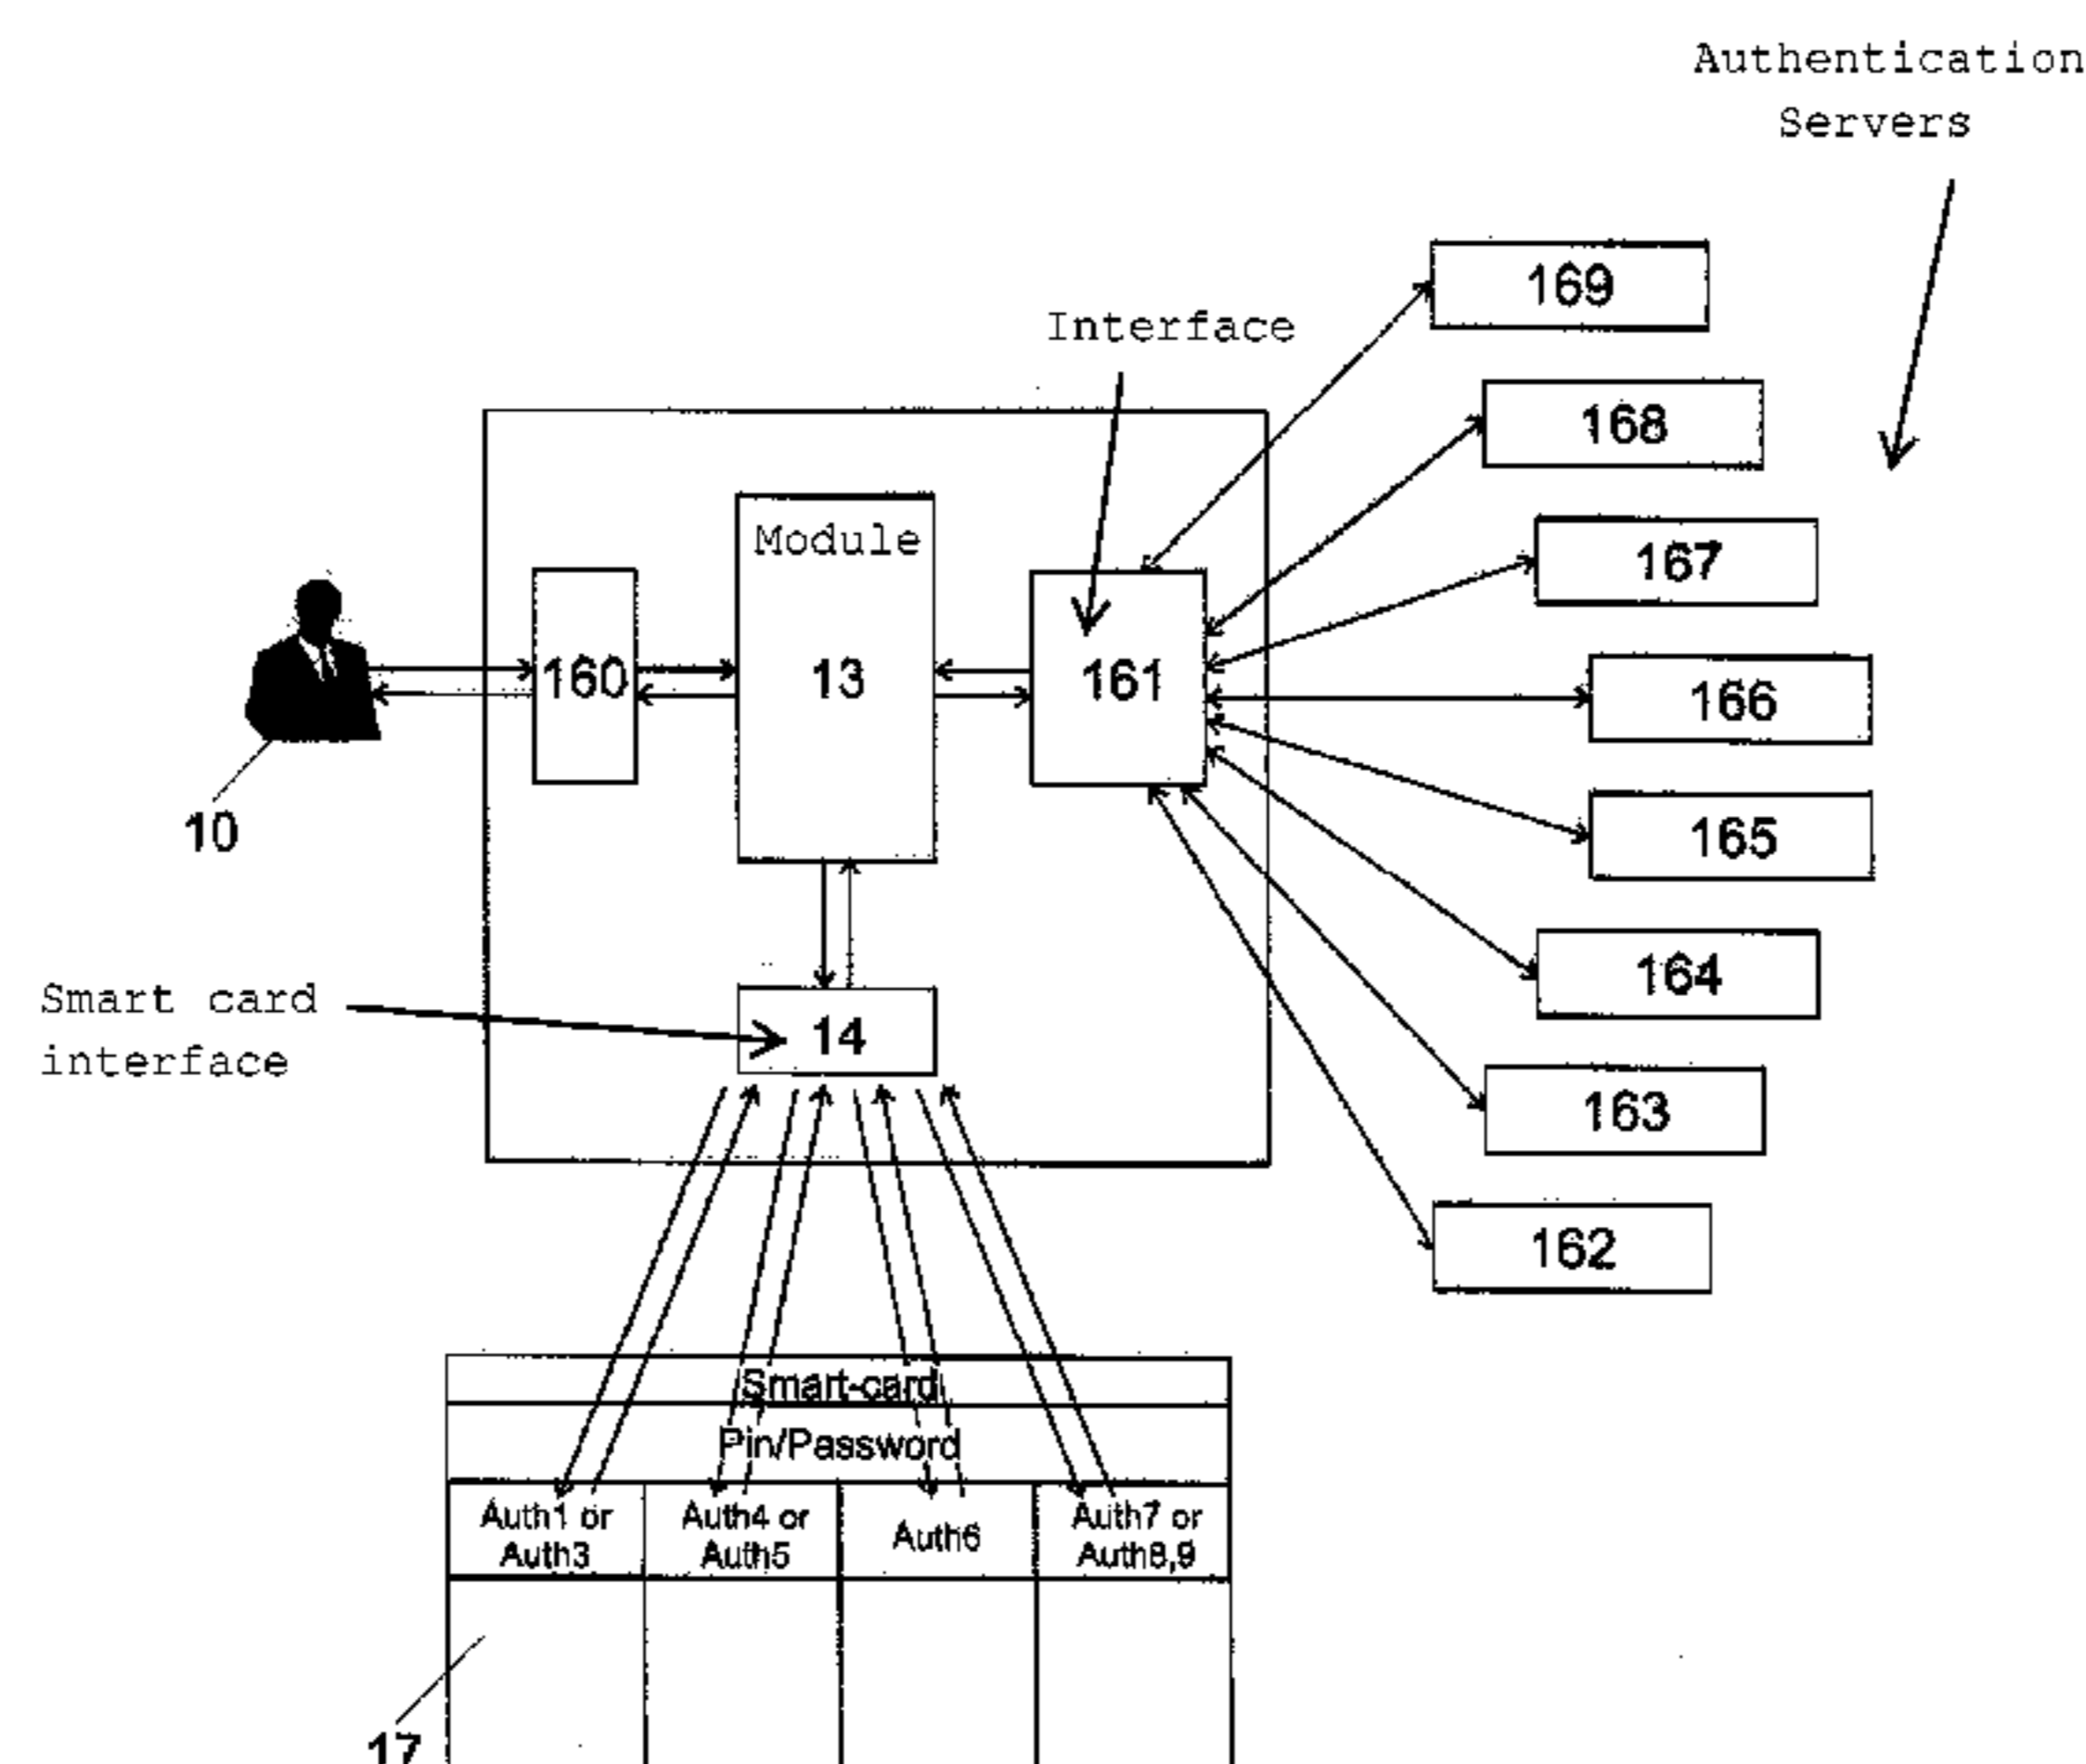 Authentication
Servers
169
Interface
168
Module
167
160
13
161
166
10
165
Smart card
interface
14
164
163
162
Smart-card
Pin/Password
Auth1 or
Auth3
Auth4 or
Auth5
Auth6
Auth7 or
Auth8,9
17